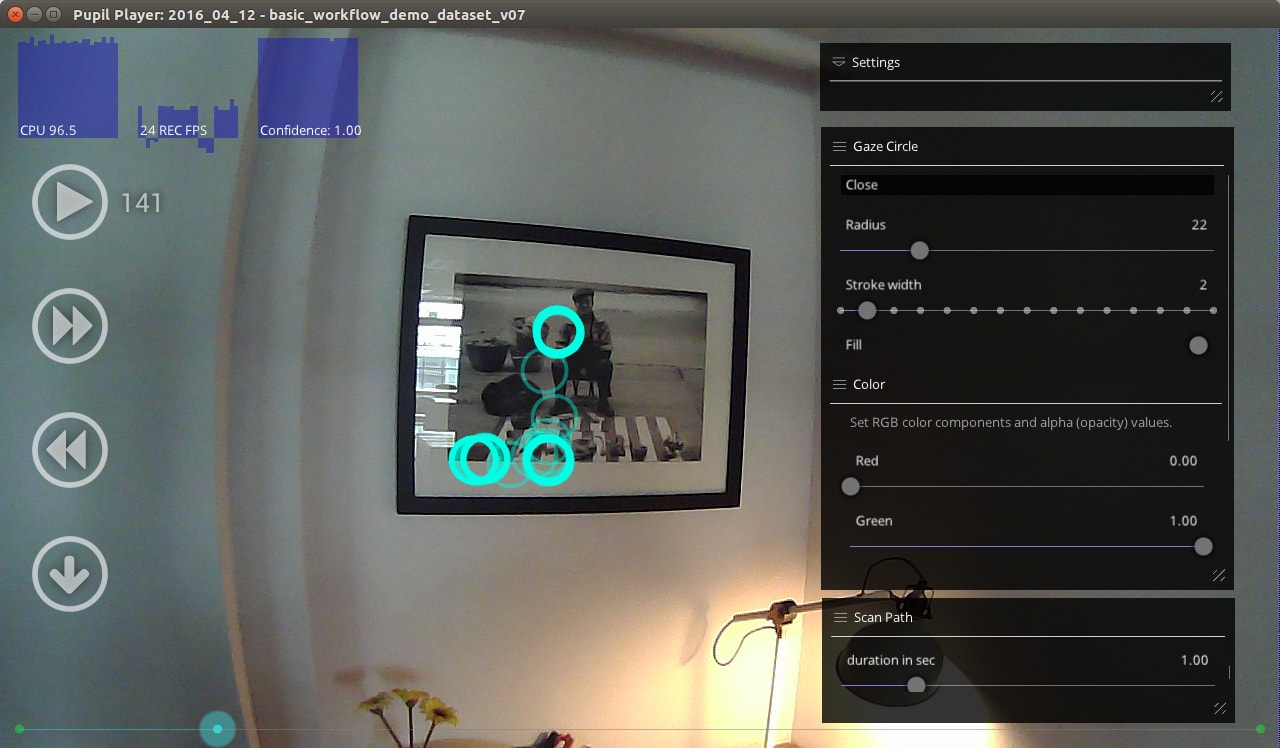 Pupil Player: 2016_04_12 - basic_workflow_demo_dataset_v07
CPU 96.5
24 REC FPS
Confidence: 1.00
141
Settings
Gaze Circle
Close
Radius 22
Stroke width 2
Fill
Color
Set RGB color components and alpha (opacity) values.
Red 0.00
Green 1.00
Scan Path
duration in sec 1.00